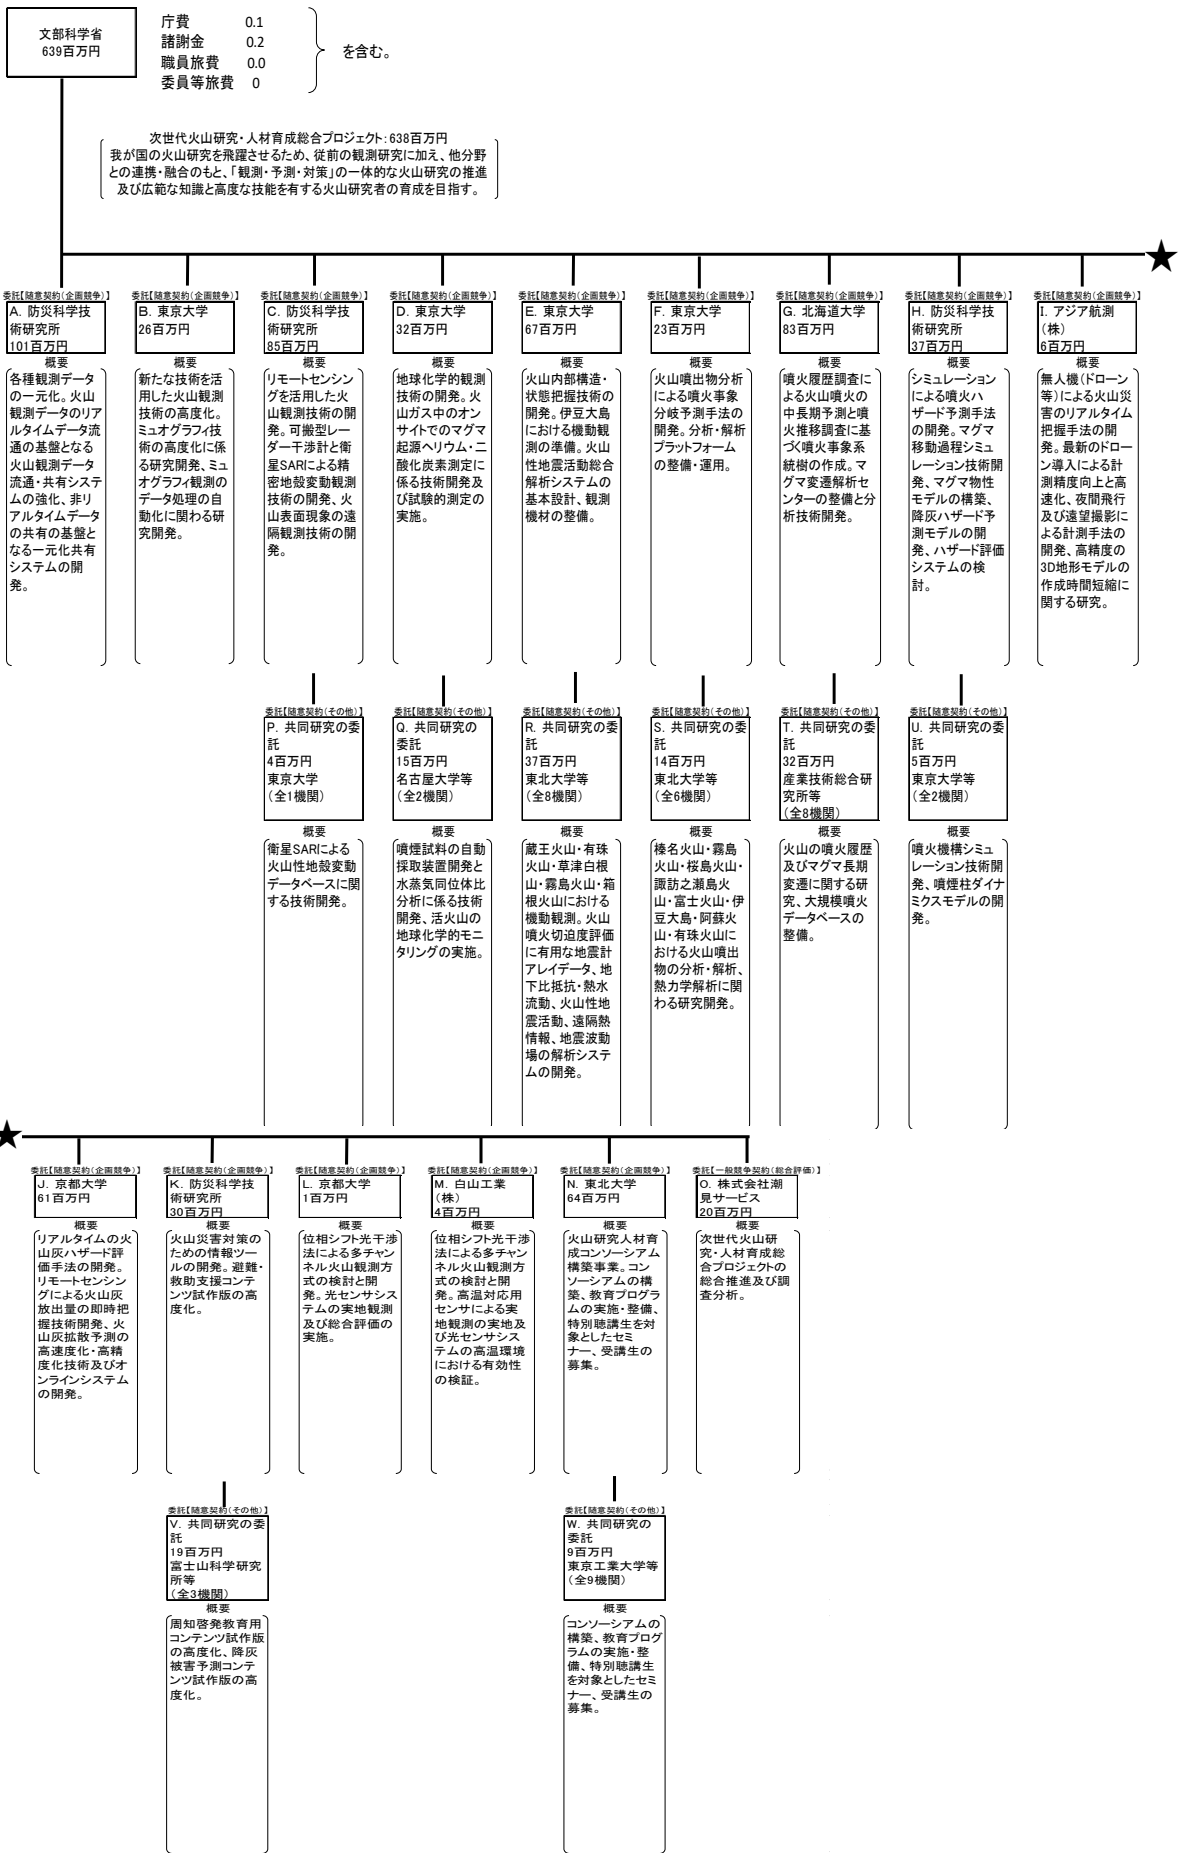 文部科学省
639百万円
庁費 0.1
諸謝金 0.2
職員旅費 0.0
委員等旅費 0
を含む。
次世代火山研究・人材育成総合プロジェクト：638百万円
我が国の火山研究を飛躍させるため、従前の観測研究に加え、他分野
との連携・融合のもと、「観測・予測・対策」の一体的な火山研究の推進
及び広範な知識と高度な技能を有する火山研究者の育成を目指す。
委託【随意契約（企画競争）】
A．防災科学技
術研究所
101百万円
概要
各種観測データ
の一元化。火山
観測データのリア
ルタイムデータ流
通の基盤となる
火山観測データ
流通・共有システ
ムの強化、非リ
アルタイムデータ
の共有の基盤と
なる一元化共有
システムの開
発。
委託【随意契約（企画競争）】
B．東京大学
26百万円
概要
新たな技術を活
用した火山観測
技術の高度化。
ミュオグラフィ技
術の高度化に係
る研究開発、ミュ
オグラフィ観測の
データ処理の自
動化に関わる研
究開発。
委託【随意契約（企画競争）】
C．防災科学技
術研究所
85百万円
概要
リモートセンシン
グを活用した火
山観測技術の開
発。可搬型レー
ダー干渉計と衛
星SARによる精
密地殻変動観測
技術の開発、火
山表面現象の遠
隔観測技術の開
発。
委託【随意契約（企画競争）】
D．東京大学
32百万円
概要
地球化学的観測
技術の開発。火
山ガス中のオン
サイトでのマグマ
起源ヘリウム・二
酸化炭素測定に
係る技術開発及
び試験的測定の
実施。
委託【随意契約（企画競争）】
E．東京大学
67百万円
概要
火山内部構造・
状態把握技術の
開発。伊豆大島
における機動観
測の準備。火山
性地震活動総合
解析システムの
基本設計、観測
機材の整備。
委託【随意契約（企画競争）】
F．東京大学
23百万円
概要
火山噴出物分析
による噴火事象
分岐予測手法の
開発。分析・解析
プラットフォーム
の整備・運用。
委託【随意契約（企画競争）】
G．北海道大学
83百万円
概要
噴火履歴調査に
よる火山噴火の
中長期予測と噴
火推移調査に基
づく噴火事象系
統樹の作成。マ
グマ変遷解析セ
ンターの整備と分
析技術開発。
委託【随意契約（企画競争）】
H．防災科学技
術研究所
37百万円
概要
シミュレーション
による噴火ハ
ザード予測手法
の開発。マグマ
移動過程シミュ
レーション技術開
発、マグマ物性
モデルの構築、
降灰ハザード予
測モデルの開
発、ハザード評価
システムの検
討。
委託【随意契約（企画競争）】
I．アジア航測
（株）
6百万円
概要
無人機（ドローン
等）による火山災
害のリアルタイム
把握手法の開
発。最新のドロー
ン導入による計
測精度向上と高
速化、夜間飛行
及び遠望撮影に
よる計測手法の
開発、高精度の
3D地形モデルの
作成時間短縮に
関する研究。
委託【随意契約（その他）】
P．共同研究の委
託
4百万円
東京大学
（全1機関）
概要
衛星SARによる
火山性地殻変動
データベースに関
する技術開発。
委託【随意契約（その他）】
Q．共同研究の
委託
15百万円
名古屋大学等
（全2機関）
概要
噴煙試料の自動
採取装置開発と
水蒸気同位体比
分析に係る技術
開発、活火山の
地球化学的モニ
タリングの実施。
委託【随意契約（その他）】
R．共同研究の委
託
37百万円
東北大学等
（全8機関）
概要
蔵王火山・有珠
火山・草津白根
山・霧島火山・箱
根火山における
機動観測。火山
噴火切迫度評価
に有用な地震計
アレイデータ、地
下比抵抗・熱水
流動、火山性地
震活動、遠隔熱
情報、地震波動
場の解析システ
ムの開発。
委託【随意契約（その他）】
S．共同研究の委
託
14百万円
東北大学等
（全6機関）
概要
榛名火山・霧島
火山・桜島火山・
諏訪之瀬島火
山・富士火山・伊
豆大島・阿蘇火
山・有珠火山に
おける火山噴出
物の分析・解析、
熱力学解析に関
わる研究開発。
委託【随意契約（その他）】
T．共同研究の委
託
32百万円
産業技術総合研
究所等
（全8機関）
概要
火山の噴火履歴
及びマグマ長期
変遷に関する研
究、大規模噴火
データベースの
整備。
委託【随意契約（その他）】
U．共同研究の委
託
5百万円
東京大学等
（全2機関）
概要
噴火機構シミュ
レーション技術開
発、噴煙柱ダイナ
ミクスモデルの開
発。
委託【随意契約（企画競争）】
J．京都大学
61百万円
概要
リアルタイムの火
山灰ハザード評
価手法の開発。
リモートセンシン
グによる火山灰
放出量の即時把
握技術開発、火
山灰拡散予測の
高速度化・高精
度化技術及びオ
ンラインシステム
の開発。
委託【随意契約（企画競争）】
K．防災科学技
術研究所
30百万円
概要
火山災害対策の
ための情報ツー
ルの開発。避難・
救助支援コンテ
ンツ試作版の高
度化。
委託【随意契約（企画競争）】
L．京都大学
1百万円
概要
位相シフト光干渉
法による多チャン
ネル火山観測方
式の検討と開
発。光センサシス
テムの実地観測
及び総合評価の
実施。
委託【随意契約（企画競争）】
M．白山工業
（株）
4百万円
概要
位相シフト光干渉
法による多チャン
ネル火山観測方
式の検討と開
発。高温対応用
センサによる実
地観測の実地及
び光センサシス
テムの高温環境
における有効性
の検証。
委託【随意契約（企画競争）】
N．東北大学
64百万円
概要
火山研究人材育
成コンソーシアム
構築事業。コン
ソーシアムの構
築、教育プログラ
ムの実施・整備、
特別聴講生を対
象としたセミ
ナー、受講生の
募集。
委託【一般競争契約（総合評価）】
O．株式会社潮
見サービス
20百万円
概要
次世代火山研
究・人材育成総
合プロジェクトの
総合推進及び調
査分析。
委託【随意契約（その他）】
V．共同研究の委
託
19百万円
富士山科学研究
所等
（全3機関）
概要
周知啓発教育用
コンテンツ試作版
の高度化、降灰
被害予測コンテ
ンツ試作版の高
度化。
委託【随意契約（その他）】
W．共同研究の
委託
9百万円
東京工業大学等
（全9機関）
概要
コンソーシアムの
構築、教育プログ
ラムの実施・整
備、特別聴講生
を対象としたセミ
ナー、受講生の
募集。